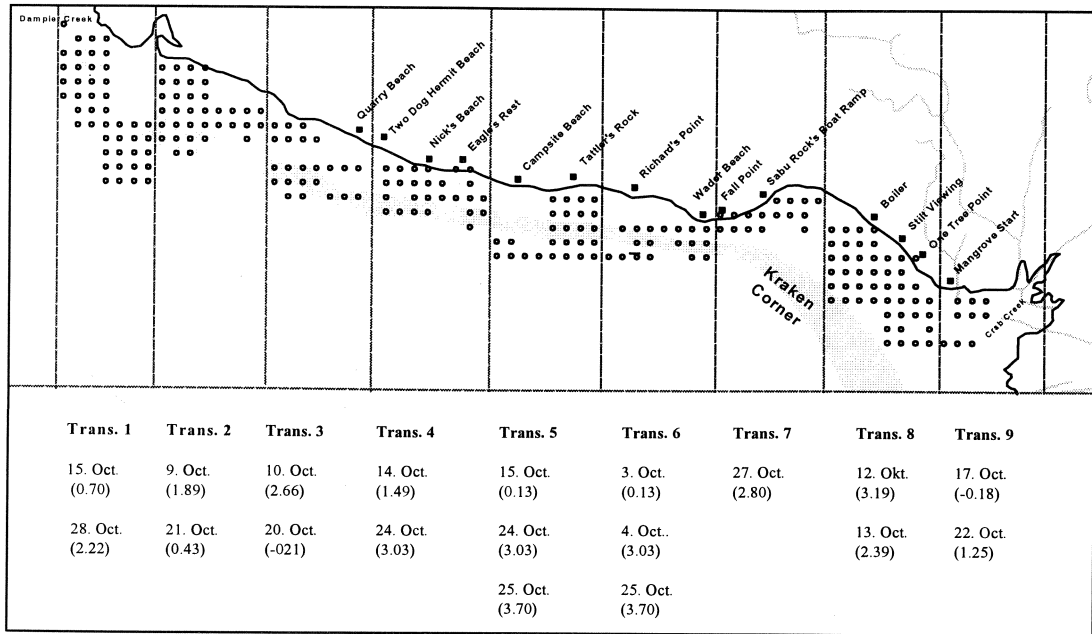 Dampier Creek
Quarry Beach
Two Dog Hermit Beach
Nick's Beach
Eagle's Rest
Campsite Beach
Tattler's Rock
Richard's Point
Wader Beach
Fall Point
Sabu Rock's Boat Ramp
Boiler
Stilt Viewing
One Tree Point
Mangrove Start
Crab Creek
Kraken
Corner
Trans. 1 Trans. 2 Trans. 3 Trans. 4 Trans. 5 Trans. 6 Trans. 7 Trans. 8 Trans. 9
15. Oct. 9. Oct. 10. Oct. 14. Oct. 15. Oct. 3. Oct. 27. Oct. 12. Okt. 17. Oct.
(0.70) (1.89) (2.66) (1.49) (0.13) (0.13) (2.80) (3.19) (-0.18)
28. Oct. 21. Oct. 20. Oct. 24. Oct. 24. Oct. 4. Oct.. 13. Oct. 22. Oct.
(2.22) (0.43) (-021) (3.03) (3.03) (3.03) (2.39) (1.25)
25. Oct. 25. Oct.
(3.70) (3.70)